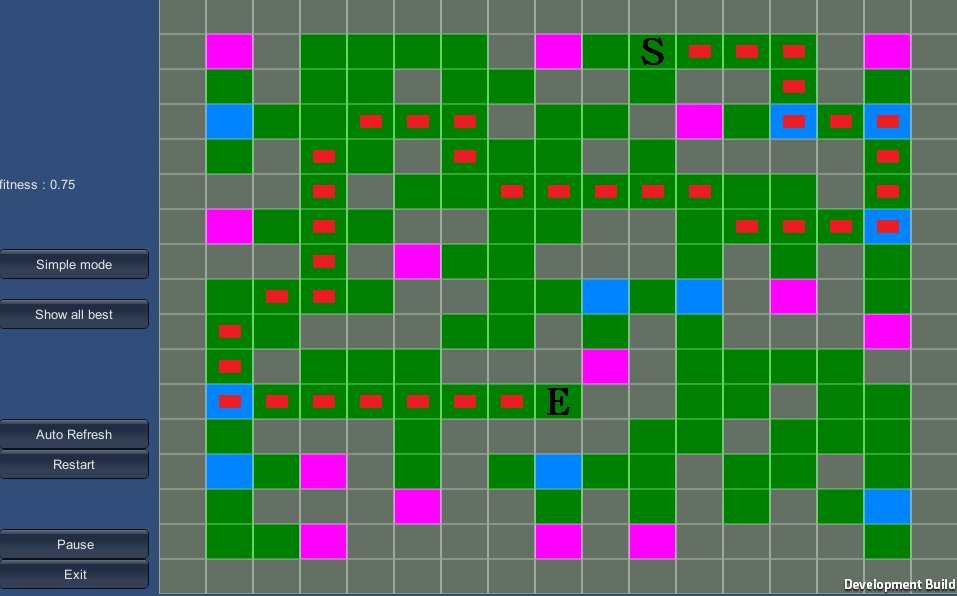 S
fitness : 0.75
Simple mode
Show all best
E
Auto Refresh
Restart
Pause
Exit
Development Build